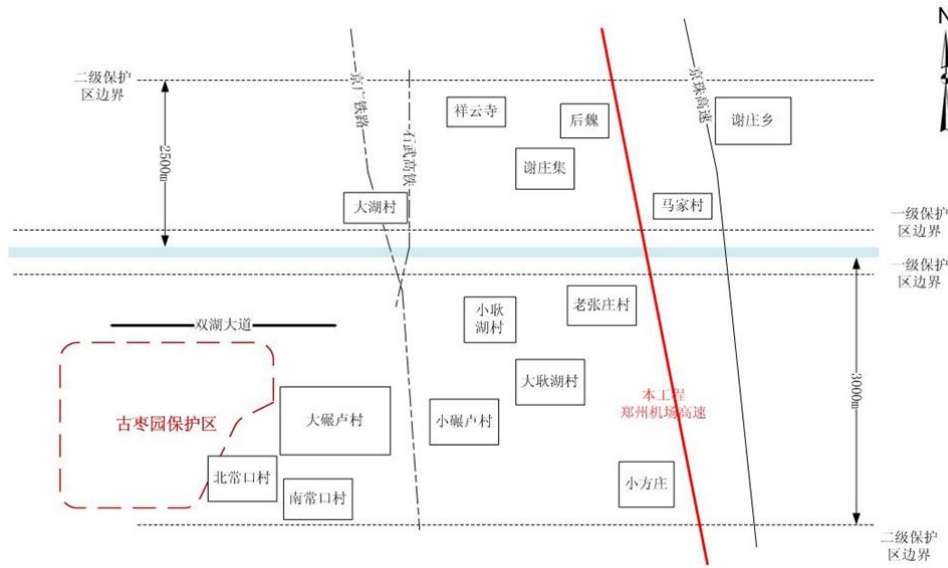 N
二级保护
区边界
京广铁路
石武高铁
京珠高速
祥云寺
后魏
谢庄乡
谢庄集
2500m
大湖村
马家村
一级保护
区边界
一级保护
区边界
老张庄村
小耿
湖村
双湖大道
大耿湖村
3000m
本工程
郑州机场高速
古枣园保护区
大碾卢村
小碾卢村
北常口村
小方庄
南常口村
二级保护
区边界